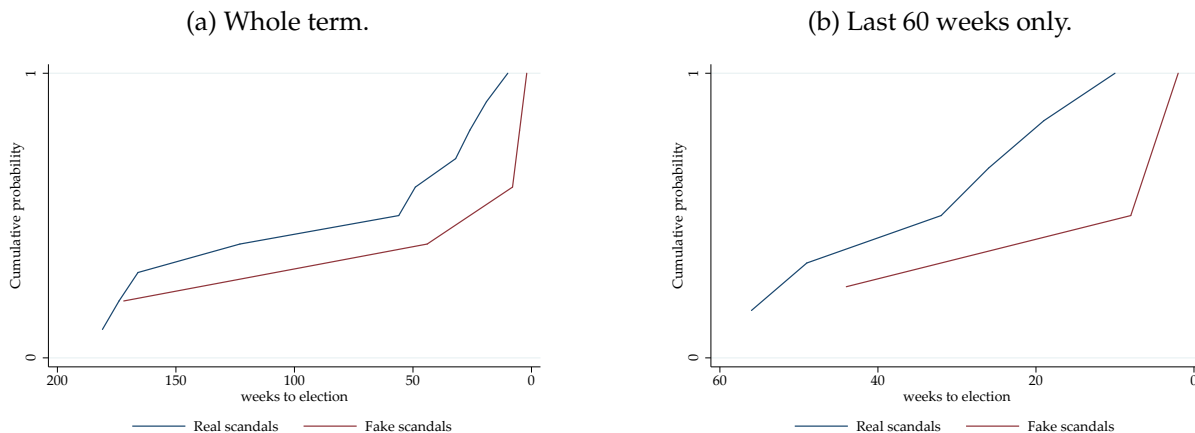 (a) Whole term.
1
Cumulative probability
0
200 150 100 50 0
weeks to election
Real scandals Fake scandals
(b) Last 60 weeks only.
1
Cumulative probability
0
60 40 20 0
weeks to election
Real scandals Fake scandals